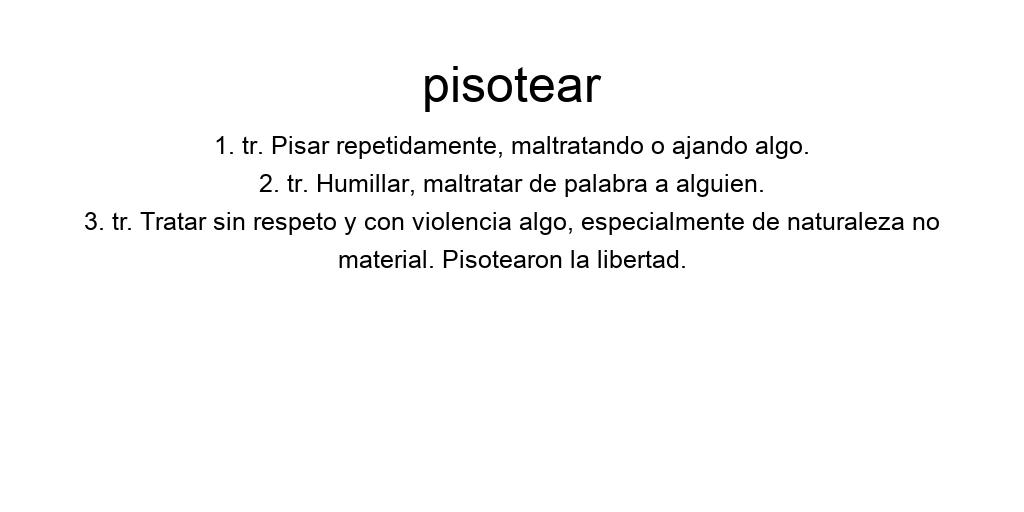 pisotear
1. tr. Pisar repetidamente, maltratando o ajando algo.
2. tr. Humillar, maltratar de palabra a alguien.
3. tr. Tratar sin respeto y con violencia algo, especialmente de naturaleza no
material. Pisotearon la libertad.